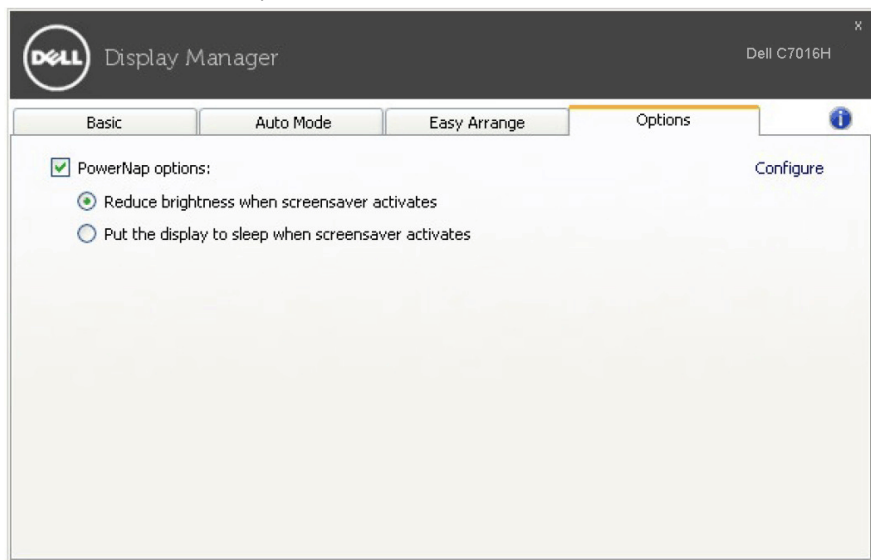 x
DELL Display Manager Dell C7016H
Basic Auto Mode Easy Arrange Options i
PowerNap options: Configure
Reduce brightness when screensaver activates
Put the display to sleep when screensaver activates